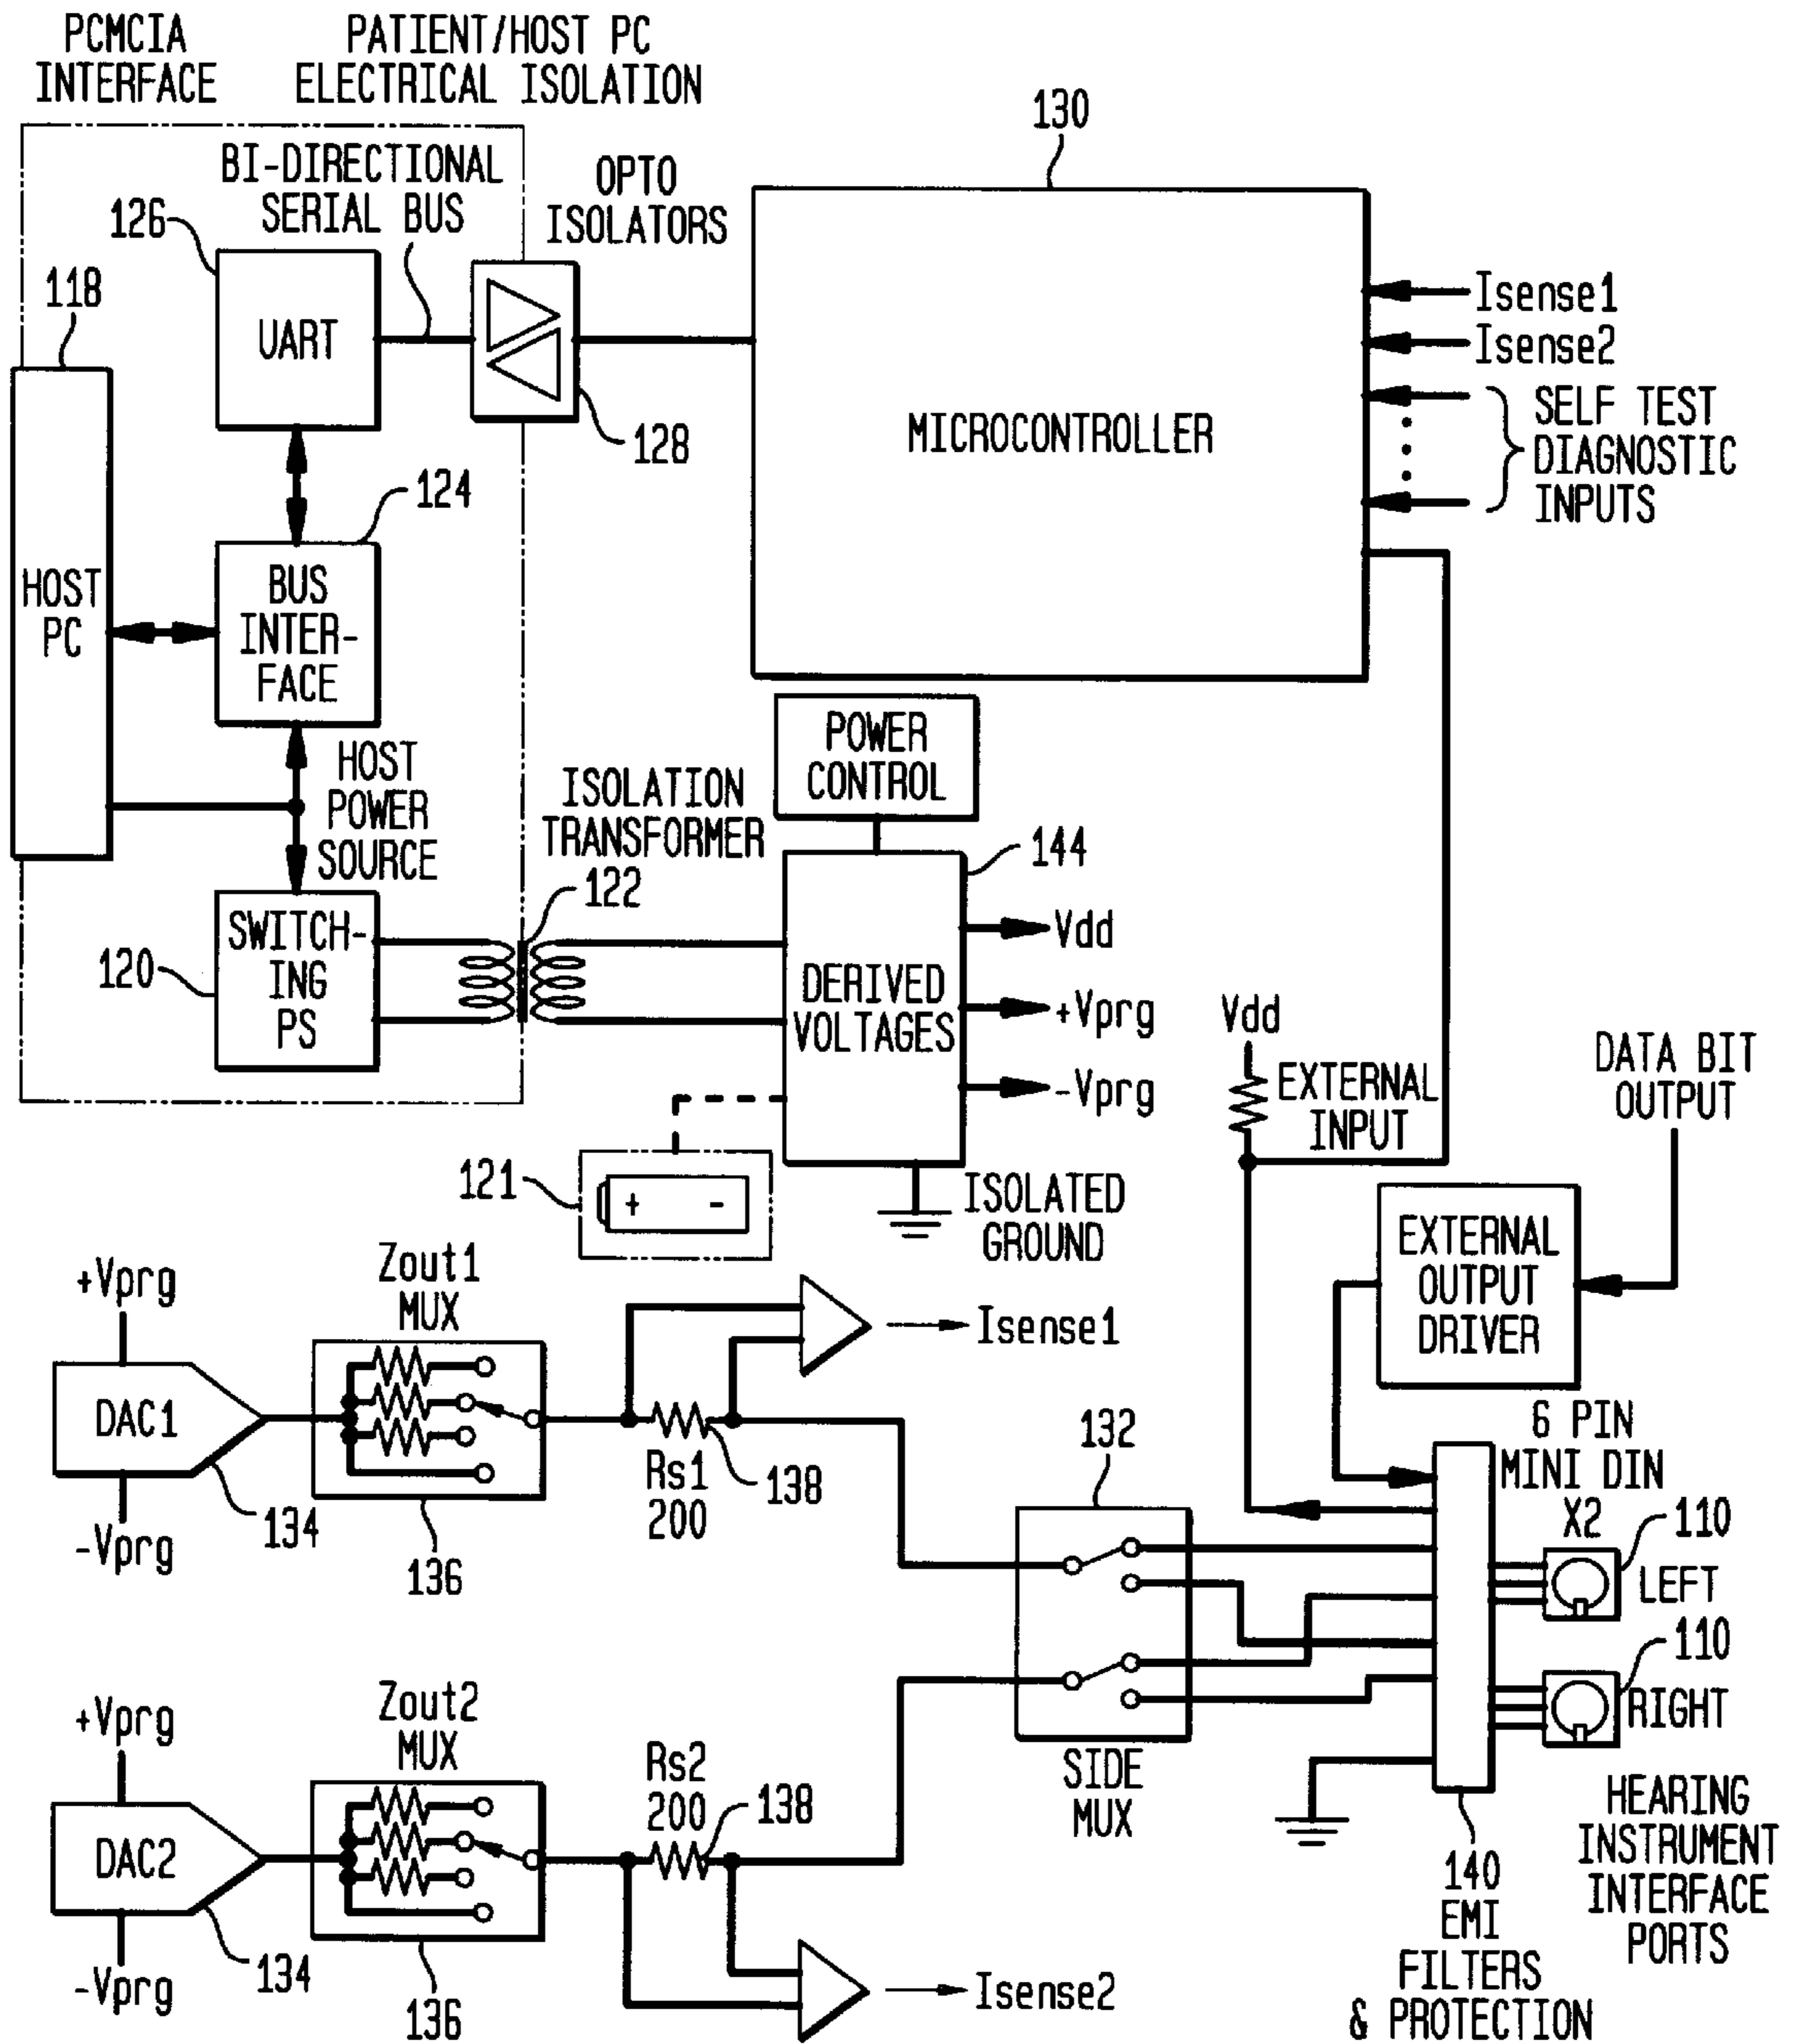 PCMCIA
INTERFACE
PATIENT/HOST PC
ELECTRICAL ISOLATION
BI-DIRECTIONAL
SERIAL BUS
OPTO
ISOLATORS
130
126
118
UART
128
MICROCONTROLLER
Isense1
Isense2
SELF TEST
DIAGNOSTIC
INPUTS
124
HOST
PC
BUS
INTER-
FACE
HOST
POWER
SOURCE
POWER
CONTROL
ISOLATION
TRANSFORMER
122
144
120
SWITCH-
ING
PS
DERIVED
VOLTAGES
Vdd
+Vprg
-Vprg
Vdd
EXTERNAL
INPUT
DATA BIT
OUTPUT
121
+ -
ISOLATED
GROUND
EXTERNAL
OUTPUT
DRIVER
+Vprg
Zout1
MUX
Isense1
DAC1
-Vprg
134
136
Rs1
200
138
132
6 PIN
MINI DIN
X2
110
LEFT
110
RIGHT
SIDE
MUX
+Vprg
Zout2
MUX
Rs2
200
138
DAC2
-Vprg
134
136
Isense2
140
EMI
FILTERS
& PROTECTION
HEARING
INSTRUMENT
INTERFACE
PORTS